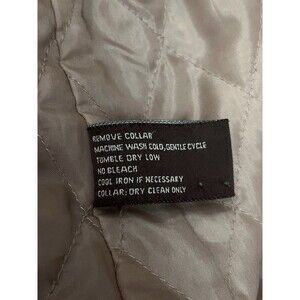 REMOVE COLLAR
MACHINE WASH COLD, GENTLE CYCLE
TUMBLE DRY LOW
NO BLEACH
COOL IRON IF NECESSARY
COLLAR: DRY CLEAN ONLY